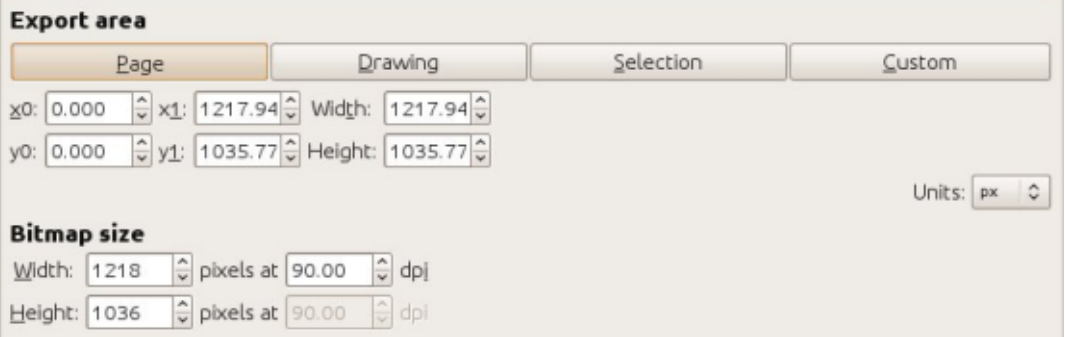 Export area
Page Drawing Selection Custom
x0: 0.000 x1: 1217.94 Width: 1217.94
y0: 0.000 y1: 1035.77 Height: 1035.77
Units: px
Bitmap size
Width: 1218 pixels at 90.00 dpi
Height: 1036 pixels at 90.00 dpi